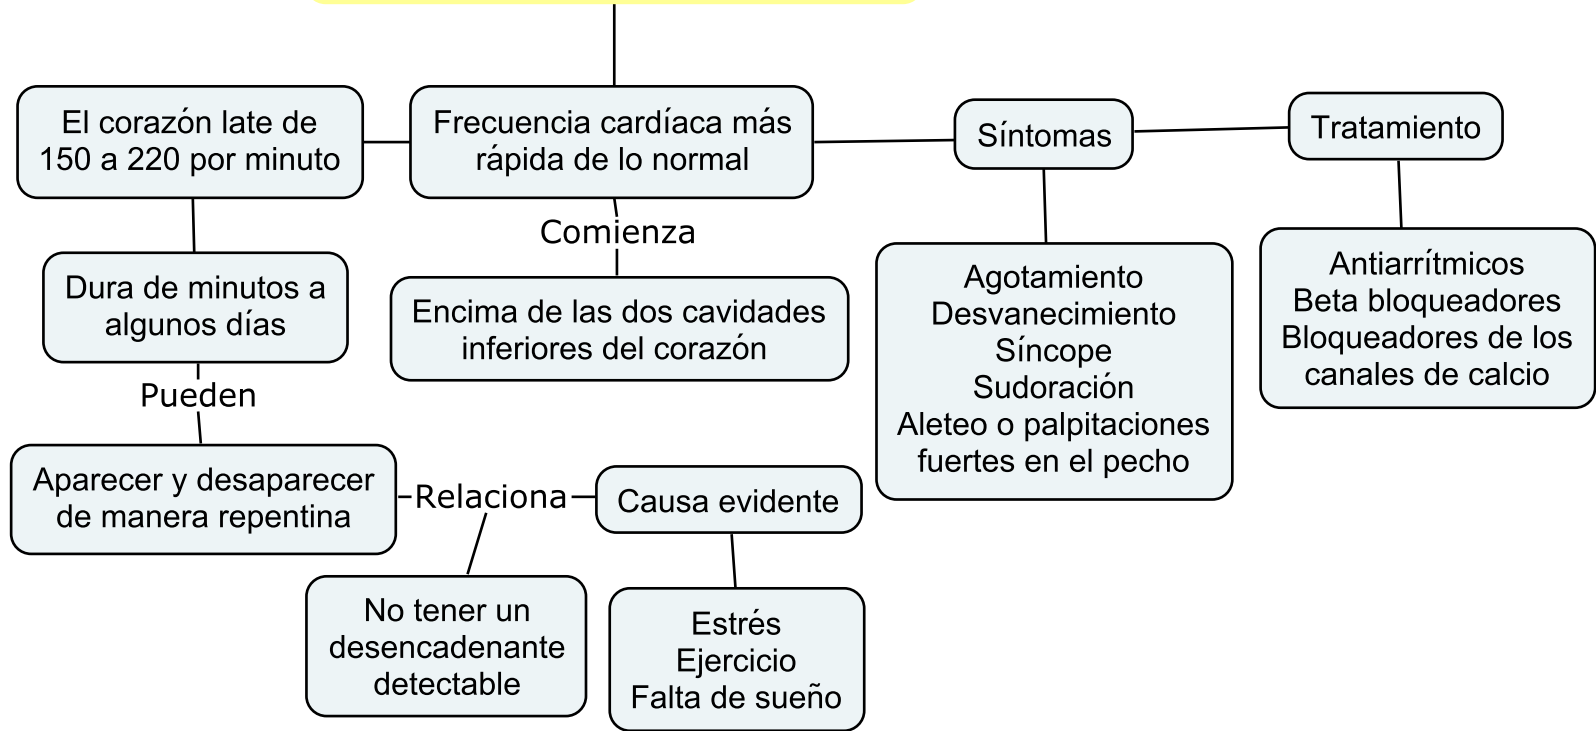 El corazón late de
150 a 220 por minuto
Frecuencia cardíaca más
rápida de lo normal
Síntomas
Tratamiento
Comienza
Dura de minutos a
algunos días
Encima de las dos cavidades
inferiores del corazón
Agotamiento
Desvanecimiento
Síncope
Sudoración
Aleteo o palpitaciones
fuertes en el pecho
Antiarrítmicos
Beta bloqueadores
Bloqueadores de los
canales de calcio
Pueden
Aparecer y desaparecer
de manera repentina
Relaciona
Causa evidente
No tener un
desencadenante
detectable
Estrés
Ejercicio
Falta de sueño